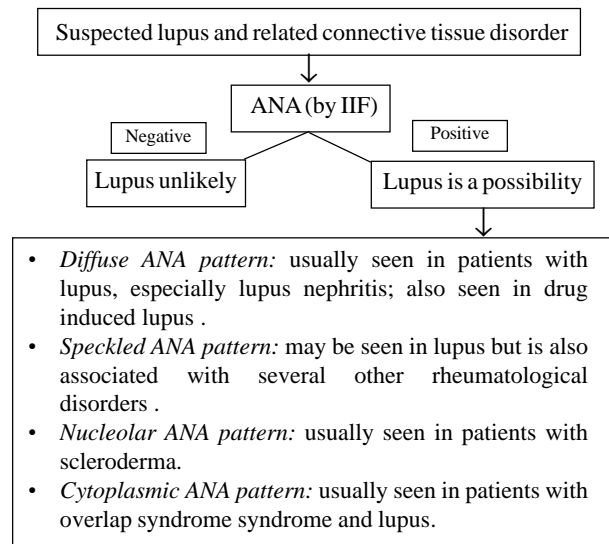 Suspected lupus and related connective tissue disorder
ANA (by IIF)
Negative
Positive
Lupus unlikely
Lupus is a possibility
• Diffuse ANA pattern: usually seen in patients with
lupus, especially lupus nephritis; also seen in drug
induced lupus .
• Speckled ANA pattern: may be seen in lupus but is also
associated with several other rheumatological
disorders .
• Nucleolar ANA pattern: usually seen in patients with
scleroderma.
• Cytoplasmic ANA pattern: usually seen in patients with
overlap syndrome syndrome and lupus.